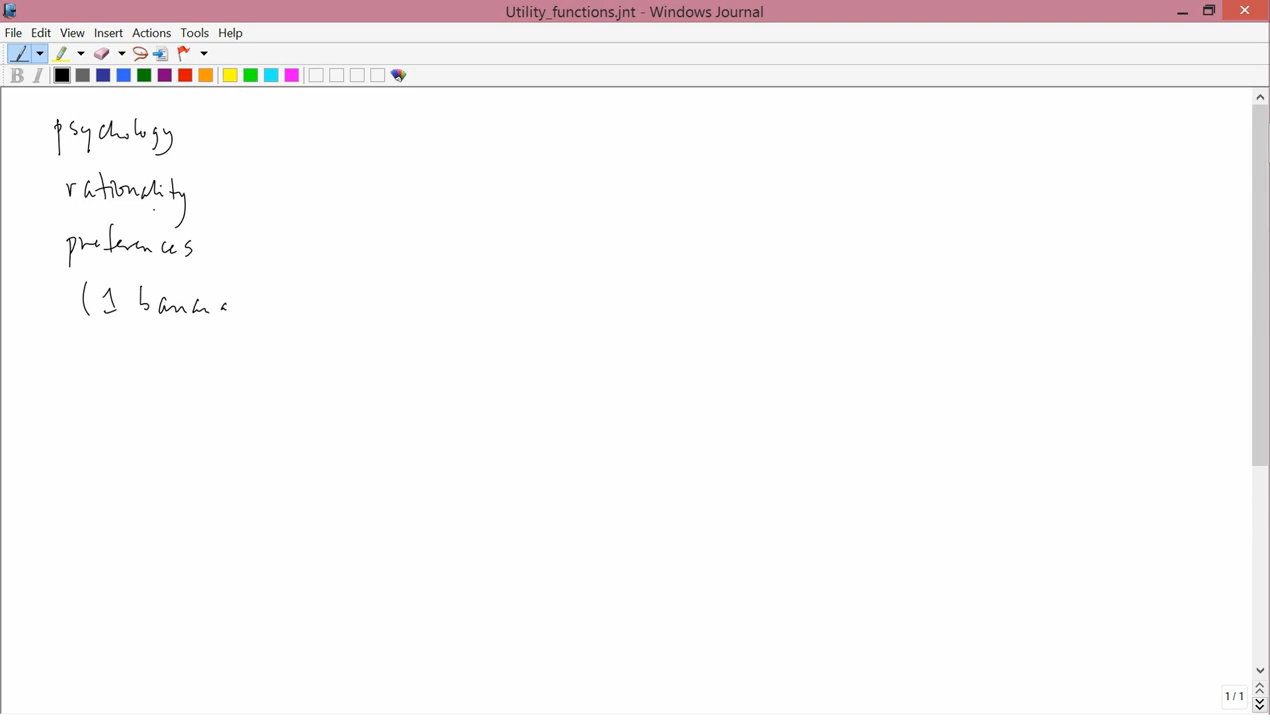 Utility_functions.jnt - Windows Journal
File Edit View Insert Actions Tools Help
B I
psychology
rationality
preferences
(1 banana
1 / 1